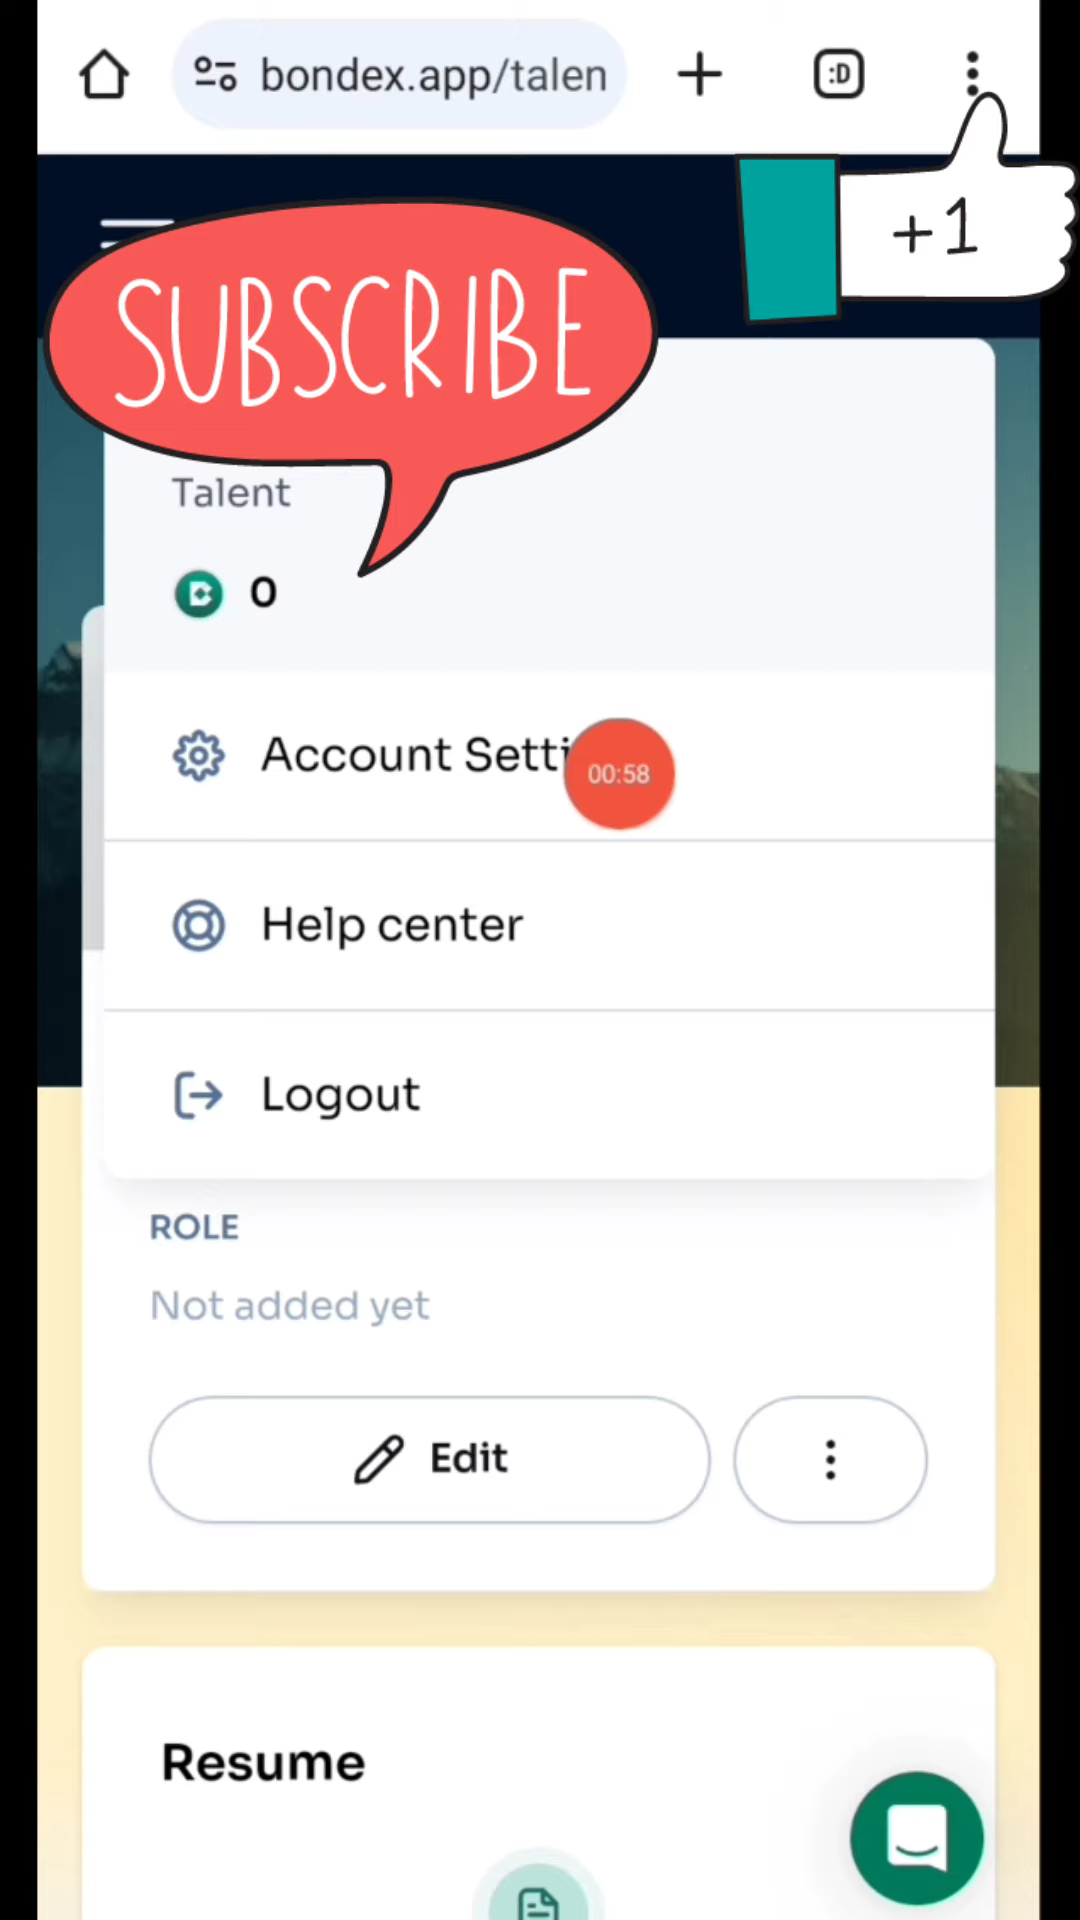 bondex.app/talen
:D
+1
SUBSCRIBE
Talent
0
Account Setti
00:58
Help center
Logout
ROLE
Not added yet
Edit
Resume